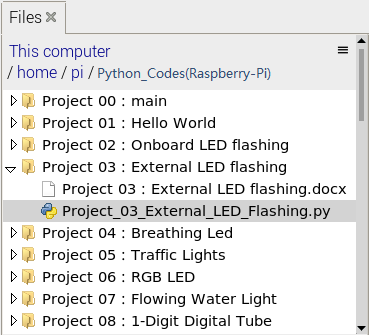 Files
This computer
/ home / pi / Python_Codes(Raspberry-Pi)
Project 00 : main
Project 01 : Hello World
Project 02 : Onboard LED flashing
Project 03 : External LED flashing
Project 03 : External LED flashing.docx
Project_03_External_LED_Flashing.py
Project 04 : Breathing Led
Project 05 : Traffic Lights
Project 06 : RGB LED
Project 07 : Flowing Water Light
Project 08 : 1-Digit Digital Tube